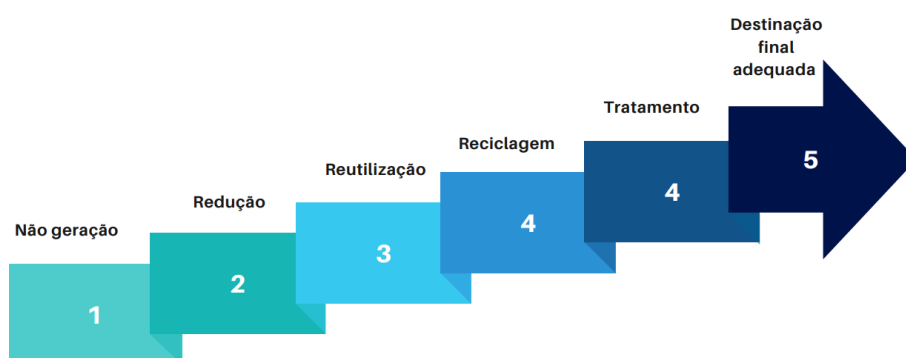 Não geração
1
Redução
2
Reutilização
3
Reciclagem
4
Tratamento
4
Destinação
final
adequada
5